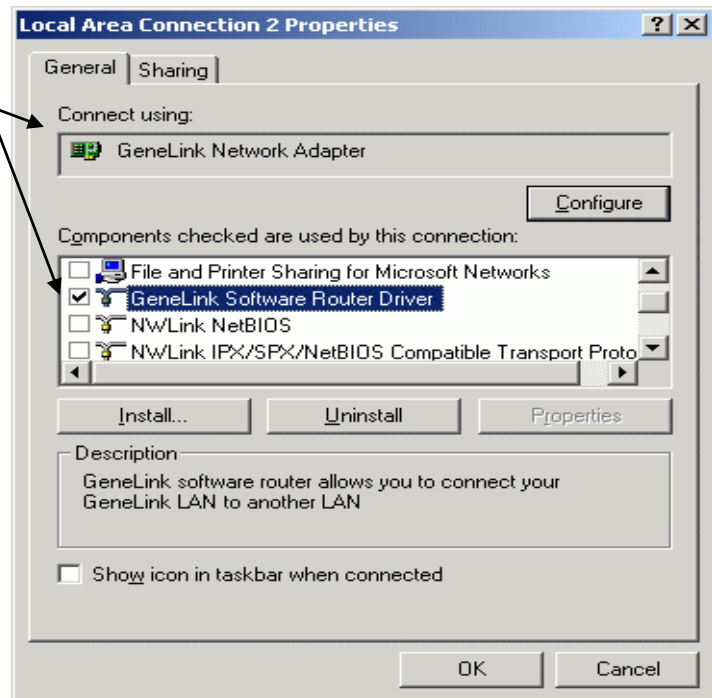 Local Area Connection 2 Properties
General
Sharing
Connect using:
GeneLink Network Adapter
Configure
Components checked are used by this connection:
File and Printer Sharing for Microsoft Networks
GeneLink Software Router Driver
NWLink NetBIOS
NWLink IPX/SPX/NetBIOS Compatible Transport Proto
Install...
Uninstall
Properties
Description
GeneLink software router allows you to connect your
GeneLink LAN to another LAN
Show icon in taskbar when connected
OK
Cancel